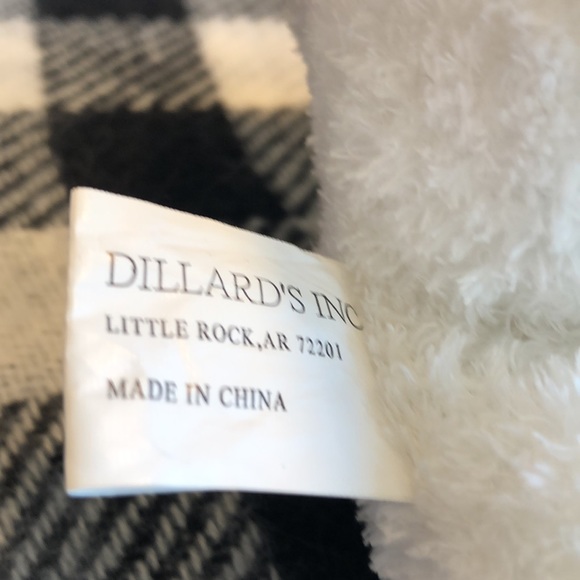 DILLARD'S INC
LITTLE ROCK,AR 72201
MADE IN CHINA